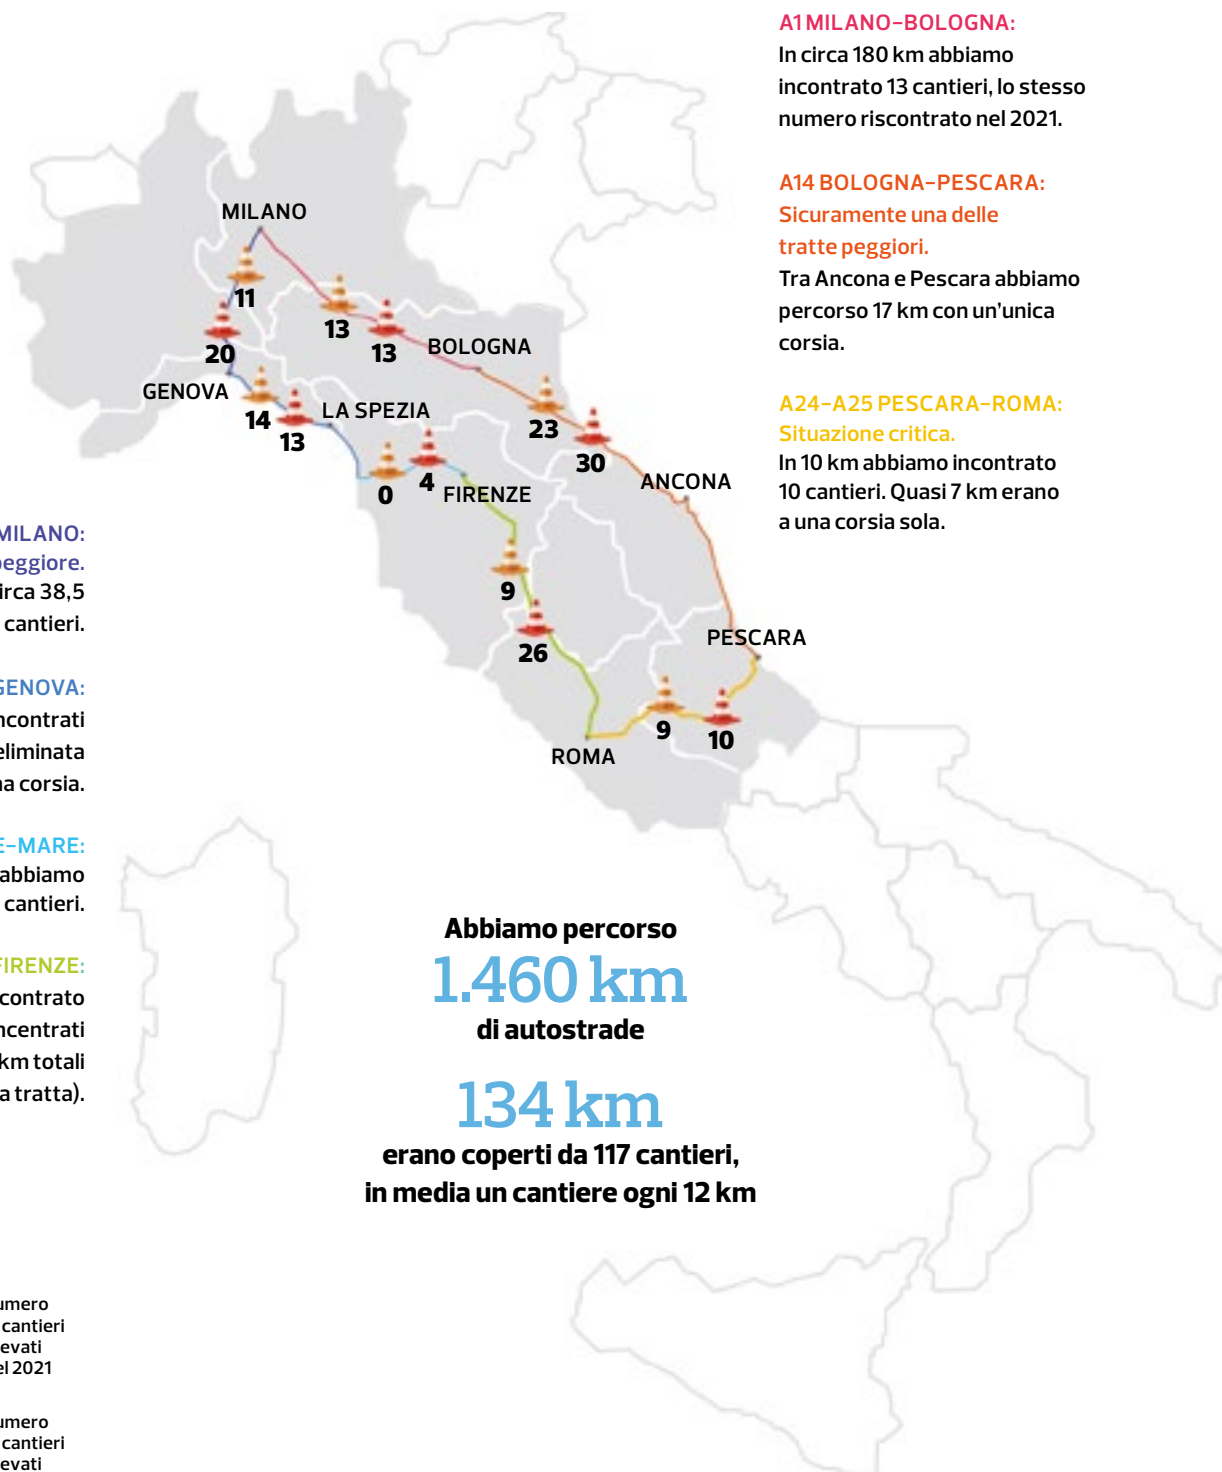 A1 MILANO-BOLOGNA:
In circa 180 km abbiamo
incontrato 13 cantieri, lo stesso
numero riscontrato nel 2021.
A14 BOLOGNA-PESCARA:
Sicuramente una delle
tratte peggiori.
Tra Ancona e Pescara abbiamo
percorso 17 km con un'unica
corsia.
A24-A25 PESCARA-ROMA:
Situazione critica.
In 10 km abbiamo incontrato
10 cantieri. Quasi 7 km erano
a una corsia sola.
MILANO
11
13
13
20
BOLOGNA
GENOVA
14
13
LA SPEZIA
23
30
0
4
FIRENZE
ANCONA
9
26
PESCARA
9
10
ROMA
MILANO:
peggiore.
circa 38,5
cantieri.
GENOVA:
incontrati
eliminata
na corsia.
E-MARE:
abbiamo
cantieri.
FIRENZE:
contrato
ncentrati
km totali
a tratta).
Abbiamo percorso
1.460 km
di autostrade
134 km
erano coperti da 117 cantieri,
in media un cantiere ogni 12 km
umero
cantieri
evati
el 2021
umero
cantieri
evati